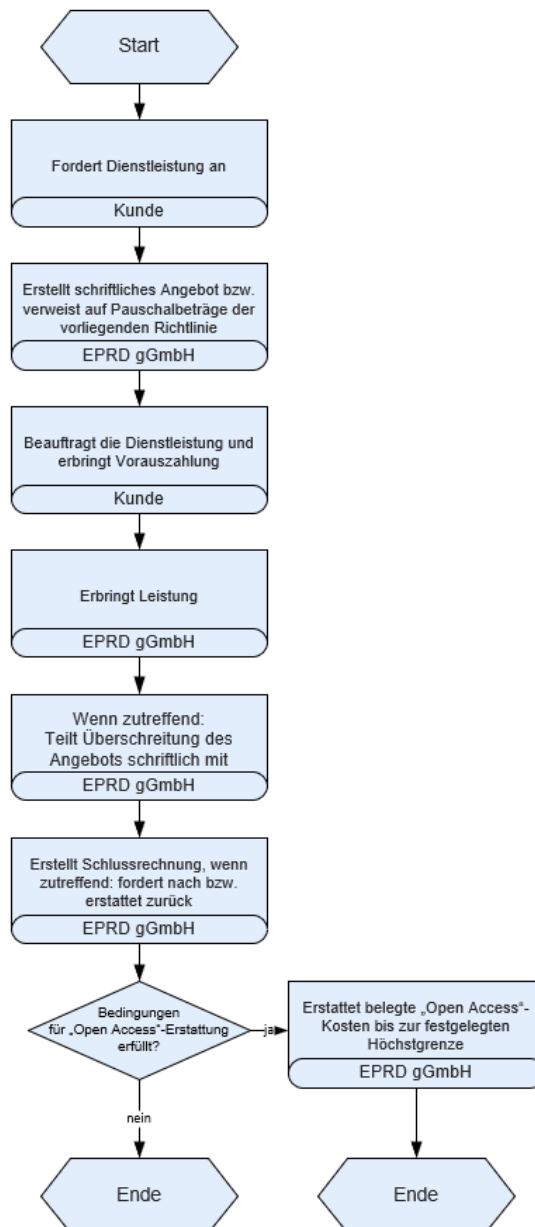 Start
Fordert Dienstleistung an
Kunde
Erstellt schriftliches Angebot bzw.
verweist auf Pauschalbeträge der
vorliegenden Richtlinie
EPRD gGmbH
Beauftragt die Dienstleistung und
erbringt Vorauszahlung
Kunde
Erbringt Leistung
EPRD gGmbH
Wenn zutreffend:
Teilt Überschreitung des
Angebots schriftlich mit
EPRD gGmbH
Erstellt Schlussrechnung, wenn
zutreffend: fordert nach bzw.
erstattet zurück
EPRD gGmbH
Bedingungen
für „Open Access“-Erstattung
erfüllt?
ja
Erstattet belegte „Open Access“-
Kosten bis zur festgelegten
Höchstgrenze
EPRD gGmbH
nein
Ende
Ende